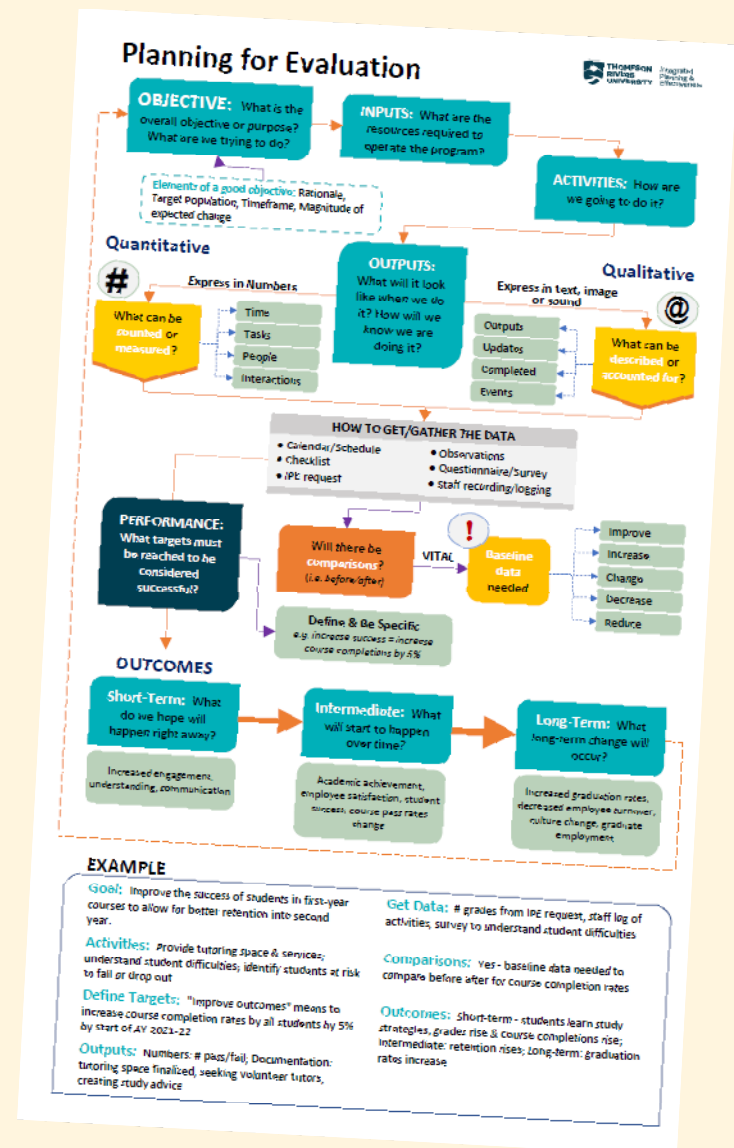 Planning for Evaluation
THOMPSON
RIVERS
UNIVERSITY
Integrated
Planning &
Effectiveness
OBJECTIVE: What is the
overall objective or purpose?
What are we trying to do?
INPUTS: What are the
resources required to
operate the program?
ACTIVITIES: How are
we going to do it?
Elements of a good objective: Rationale,
Target Population, Timeframe, Magnitude of
expected change
Quantitative
#
Express in Numbers
What can be
counted or
measured?
Time
Tasks
People
Interactions
OUTPUTS:
What will it look
like when we do
it? How will we
know we are
doing it?
Qualitative
Express in text, image
or sound
@
Outputs
Updates
Completed
Events
What can be
described or
accounted for?
HOW TO GET/GATHER THE DATA
• Calendar/Schedule
• Checklist
• IPE request
• Observations
• Questionnaire/Survey
• Staff recording/logging
PERFORMANCE:
What targets must
be reached to be
considered
successful?
Will there be
comparisons?
(i.e. before/after)
VITAL
!
Baseline
data
needed
Improve
Increase
Change
Decrease
Reduce
Define & Be Specific
e.g. increase success = increase
course completions by 5%
OUTCOMES
Short-Term: What
do we hope will
happen right away?
Intermediate: What
will start to happen
over time?
Long-Term: What
long-term change will
occur?
Increased engagement,
understanding, communication
Academic achievement,
employee satisfaction, student
success, course pass rates
change
Increased graduation rates,
decreased employee turnover,
culture change, graduate
employment
EXAMPLE
Goal: Improve the success of students in first-year
courses to allow for better retention into second
year.
Activities: Provide tutoring space & services;
understand student difficulties; identify students at risk
to fail or drop out
Define Targets: "Improve outcomes" means to
increase course completion rates by all students by 5%
by start of AY 2021-22
Outputs: Numbers: # pass/fail; Documentation:
tutoring space finalized, seeking volunteer tutors,
creating study advice
Get Data: # grades from IPE request, staff log of
activities, survey to understand student difficulties
Comparisons: Yes - baseline data needed to
compare before after for course completion rates
Outcomes: Short-term - students learn study
strategies, grades rise & course completions rise;
Intermediate: retention rises; Long-term: graduation
rates increase